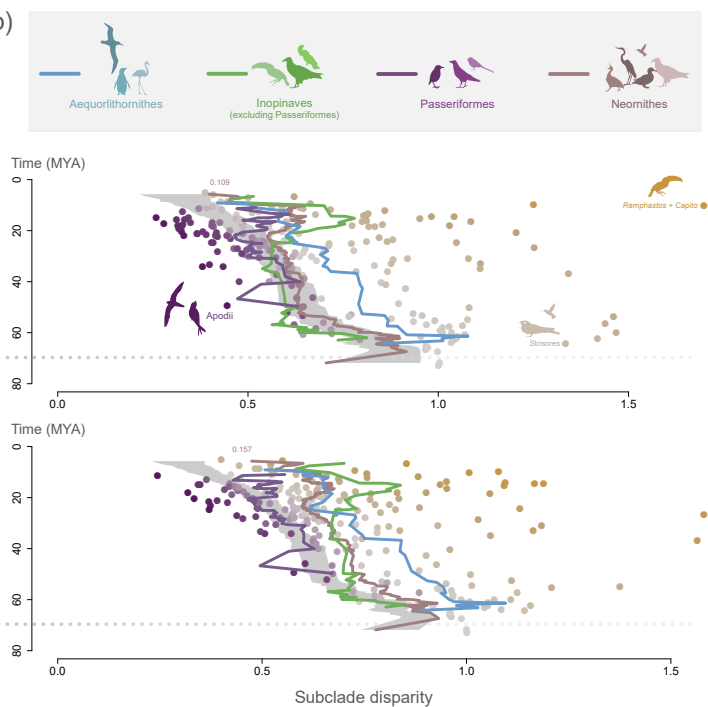 b)
Aequorlithornithes
Inopinaves
(excluding Passeriformes)
Passeriformes
Neornithes
Time (MYA)
0.109
Ramphastos + Capito
Apodii
Strisores
0
20
40
60
80
0.0 0.5 1.0 1.5
Time (MYA)
0.157
0
20
40
60
80
0.0 0.5 1.0 1.5
Subclade disparity